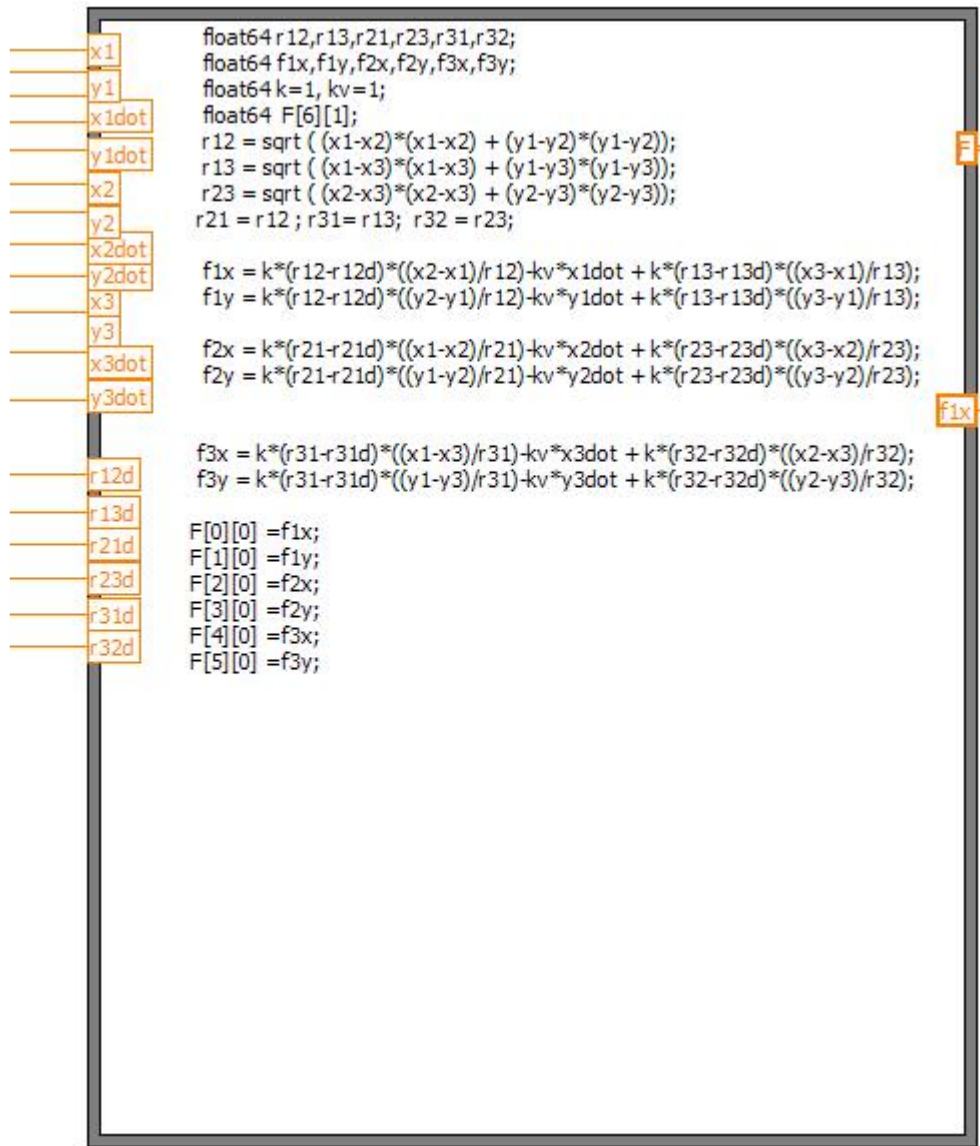 x1
y1
x1dot
y1dot
x2
y2
x2dot
y2dot
x3
y3
x3dot
y3dot
r12d
r13d
r21d
r23d
r31d
r32d
float64 r12,r13,r21,r23,r31,r32;
float64 f1x,f1y,f2x,f2y,f3x,f3y;
float64 k=1, kv=1;
float64 F[6][1];
r12 = sqrt ( (x1-x2)*(x1-x2) + (y1-y2)*(y1-y2));
r13 = sqrt ( (x1-x3)*(x1-x3) + (y1-y3)*(y1-y3));
r23 = sqrt ( (x2-x3)*(x2-x3) + (y2-y3)*(y2-y3));
r21 = r12 ; r31= r13; r32 = r23;
f1x = k*(r12-r12d)*((x2-x1)/r12)-kv*x1dot + k*(r13-r13d)*((x3-x1)/r13);
f1y = k*(r12-r12d)*((y2-y1)/r12)-kv*y1dot + k*(r13-r13d)*((y3-y1)/r13);
f2x = k*(r21-r21d)*((x1-x2)/r21)-kv*x2dot + k*(r23-r23d)*((x3-x2)/r23);
f2y = k*(r21-r21d)*((y1-y2)/r21)-kv*y2dot + k*(r23-r23d)*((y3-y2)/r23);
f3x = k*(r31-r31d)*((x1-x3)/r31)-kv*x3dot + k*(r32-r32d)*((x2-x3)/r32);
f3y = k*(r31-r31d)*((y1-y3)/r31)-kv*y3dot + k*(r32-r32d)*((y2-y3)/r32);
F[0][0] =f1x;
F[1][0] =f1y;
F[2][0] =f2x;
F[3][0] =f2y;
F[4][0] =f3x;
F[5][0] =f3y;
F
f1x